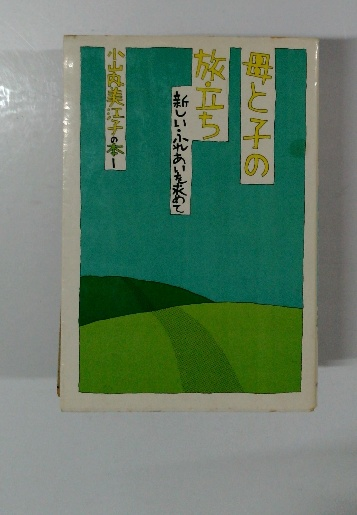 母と子の
旅立ち
新しいふれあいを求めて
小山内美江子の本1